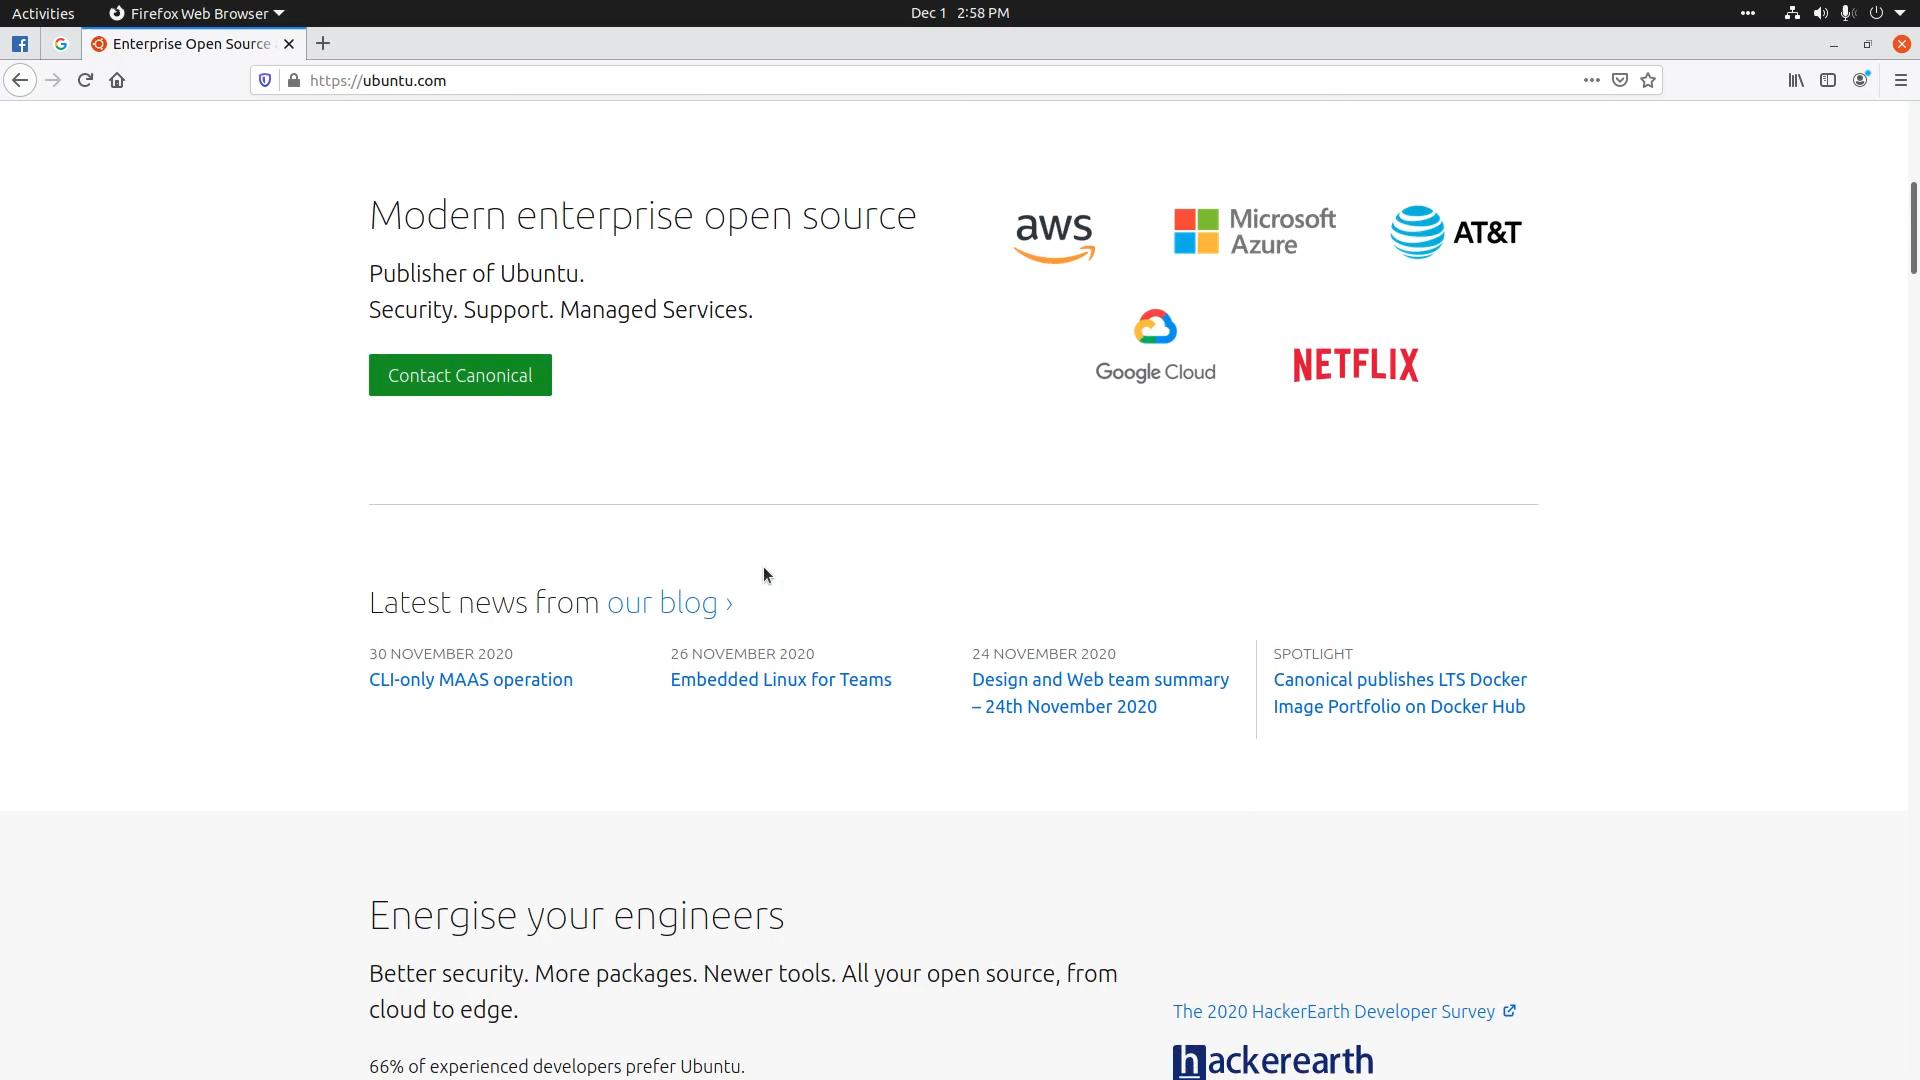 Activities
Firefox Web Browser
Dec 1 2:58 PM
Enterprise Open Source
https://ubuntu.com
Modern enterprise open source
Publisher of Ubuntu.
Security. Support. Managed Services.
Contact Canonical
aws
Microsoft
Azure
AT&T
Google Cloud
NETFLIX
Latest news from our blog ›
30 NOVEMBER 2020
CLI-only MAAS operation
26 NOVEMBER 2020
Embedded Linux for Teams
24 NOVEMBER 2020
Design and Web team summary
– 24th November 2020
SPOTLIGHT
Canonical publishes LTS Docker
Image Portfolio on Docker Hub
Energise your engineers
Better security. More packages. Newer tools. All your open source, from
cloud to edge.
66% of experienced developers prefer Ubuntu.
The 2020 HackerEarth Developer Survey
hackerearth